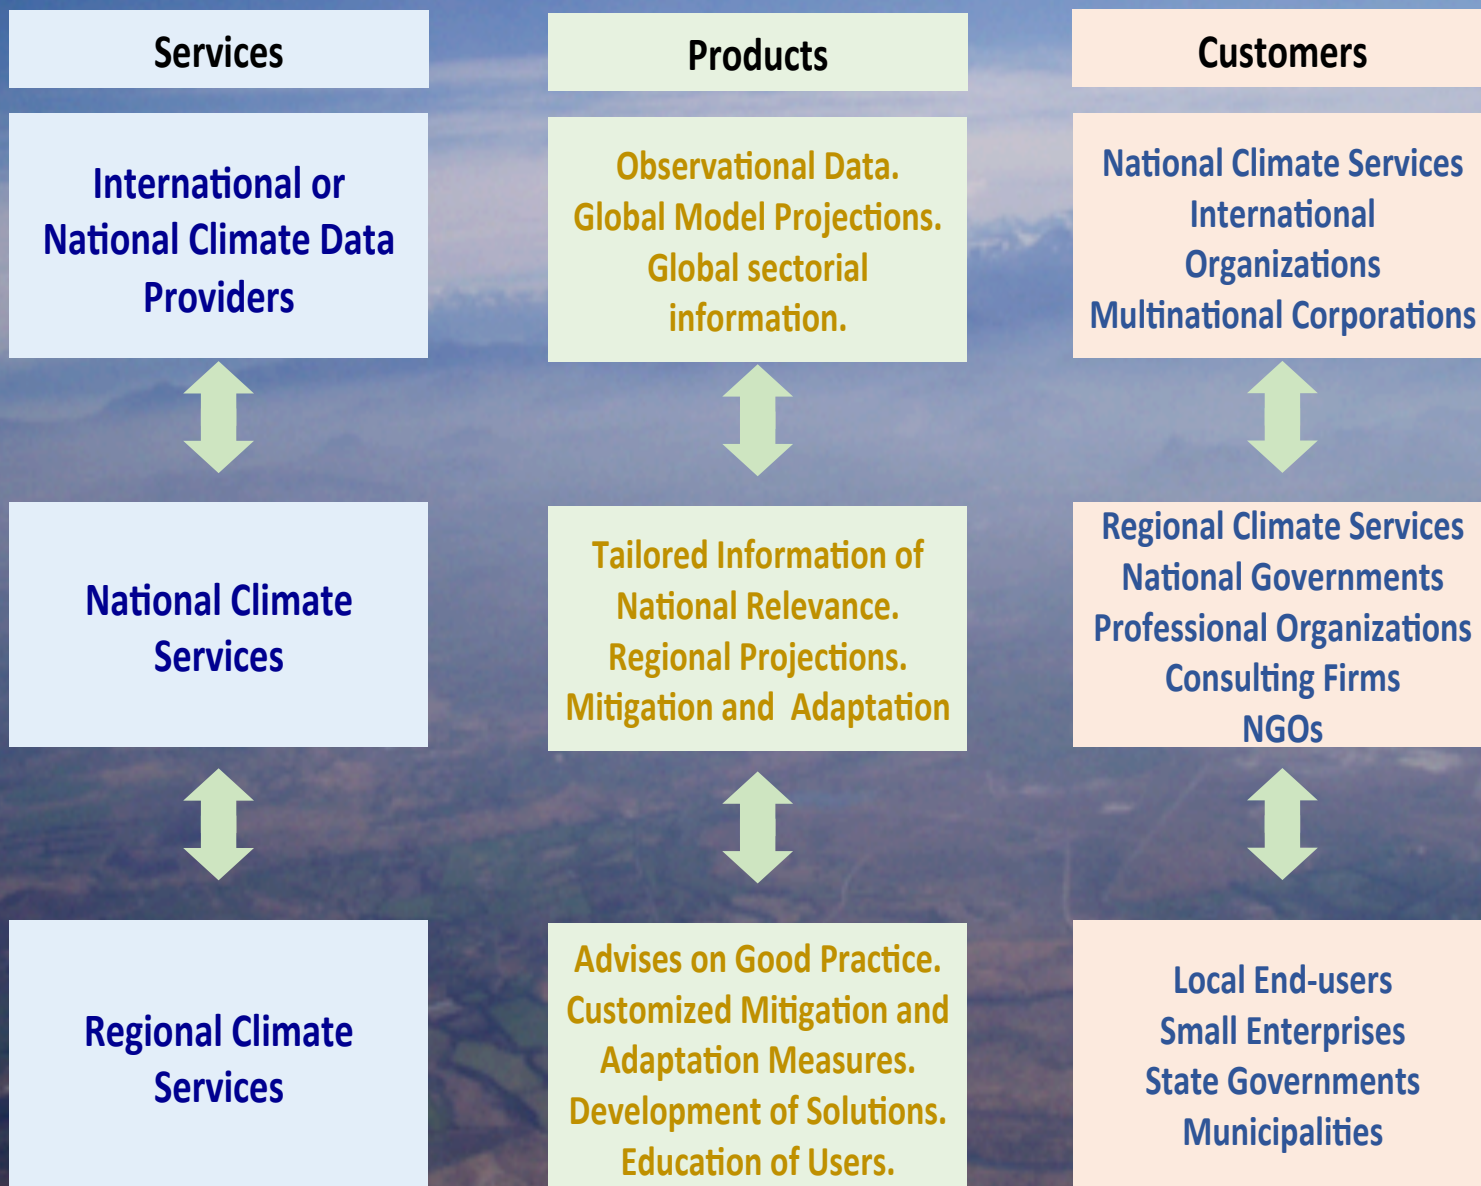 Services
Products
Customers
International or
National Climate Data
Providers
Observational Data.
Global Model Projections.
Global sectorial
information.
National Climate Services
International
Organizations
Multinational Corporations
National Climate
Services
Tailored Information of
National Relevance.
Regional Projections.
Mitigation and  Adaptation
Regional Climate Services
National Governments
Professional Organizations
Consulting Firms
NGOs
Regional Climate
Services
Advises on Good Practice.
Customized Mitigation and
Adaptation Measures.
Development of Solutions.
Education of Users.
Local End-users
Small Enterprises
State Governments
Municipalities